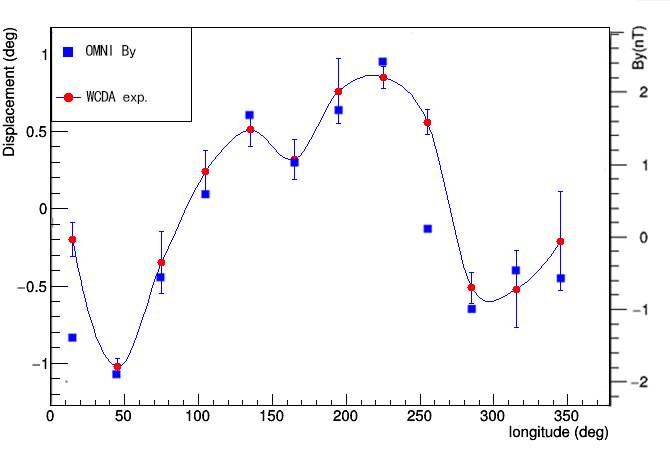 Displacement (deg)
By(nT)
OMNI By
WCDA exp.
1
0.5
0
−0.5
−1
2
1
0
−1
−2
0 50 100 150 200 250 300 350
longitude (deg)